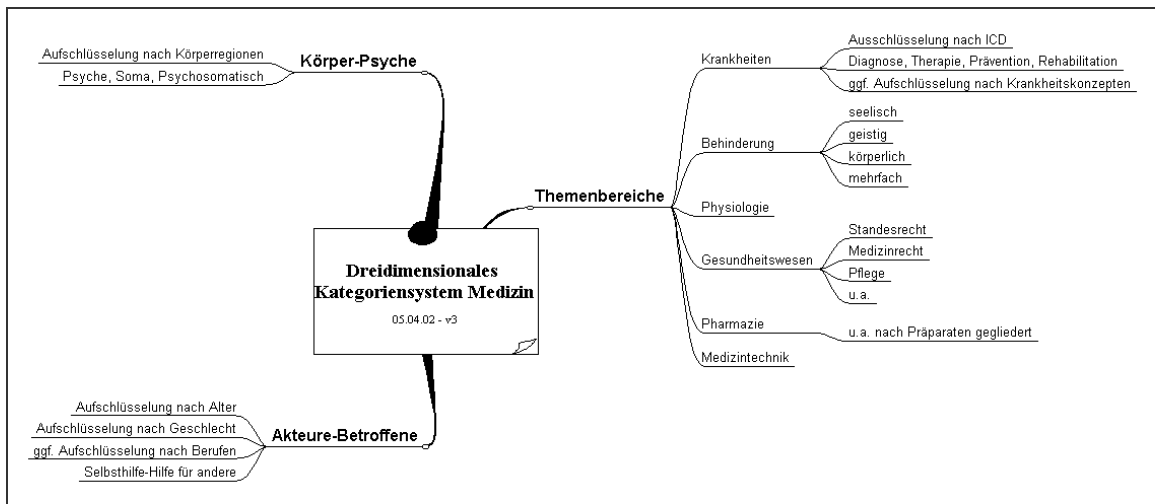 Körper-Psyche
Aufschlüsselung nach Körperregionen
Psyche, Soma, Psychosomatisch
Dreidimensionales
Kategoriensystem Medizin
05.04.02 - v3
Akteure-Betroffene
Aufschlüsselung nach Alter
Aufschlüsselung nach Geschlecht
ggf. Aufschlüsselung nach Berufen
Selbsthilfe-Hilfe für andere
Themenbereiche
Krankheiten
Ausschlüsselung nach ICD
Diagnose, Therapie, Prävention, Rehabilitation
ggf. Aufschlüsselung nach Krankheitskonzepten
Behinderung
seelisch
geistig
körperlich
mehrfach
Physiologie
Gesundheitswesen
Standesrecht
Medizinrecht
Pflege
u.a.
Pharmazie
u.a. nach Präparaten gegliedert
Medizintechnik